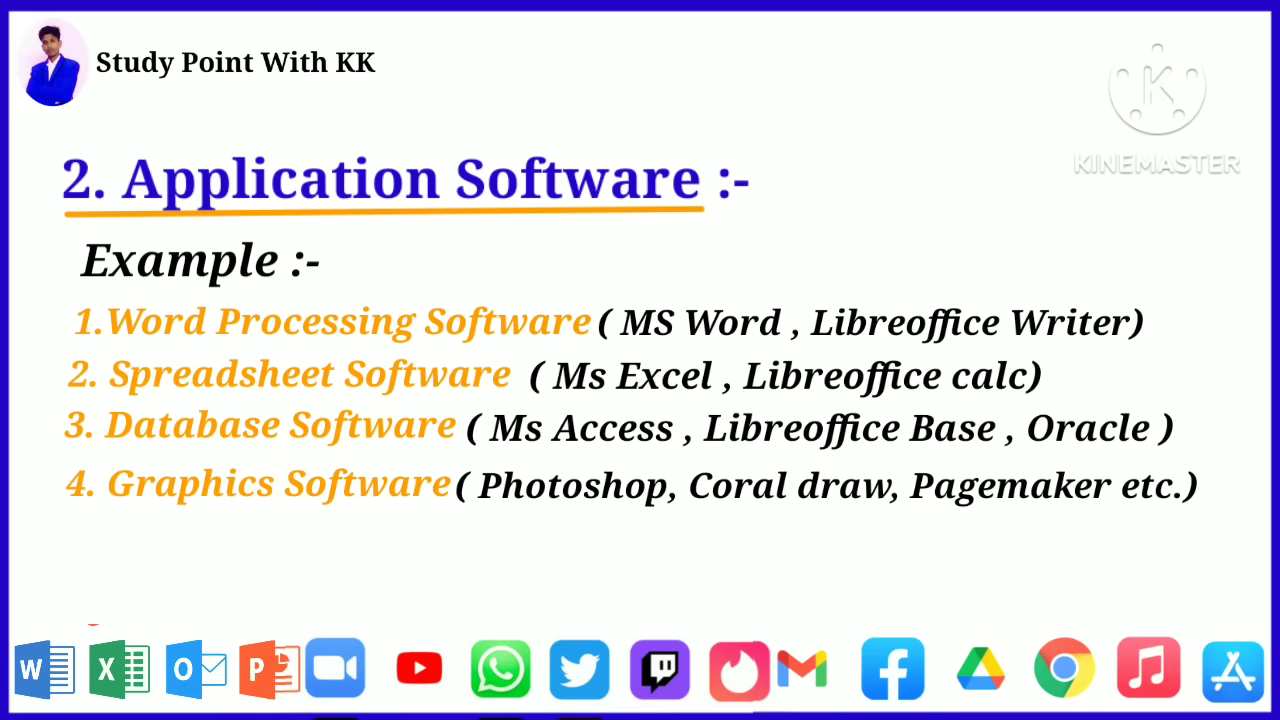 Study Point With KK
KINEMASTER
2. Application Software :-
Example :-
1.Word Processing Software ( MS Word , Libreoffice Writer)
2. Spreadsheet Software ( Ms Excel , Libreoffice calc)
3. Database Software ( Ms Access , Libreoffice Base , Oracle )
4. Graphics Software ( Photoshop, Coral draw, Pagemaker etc.)